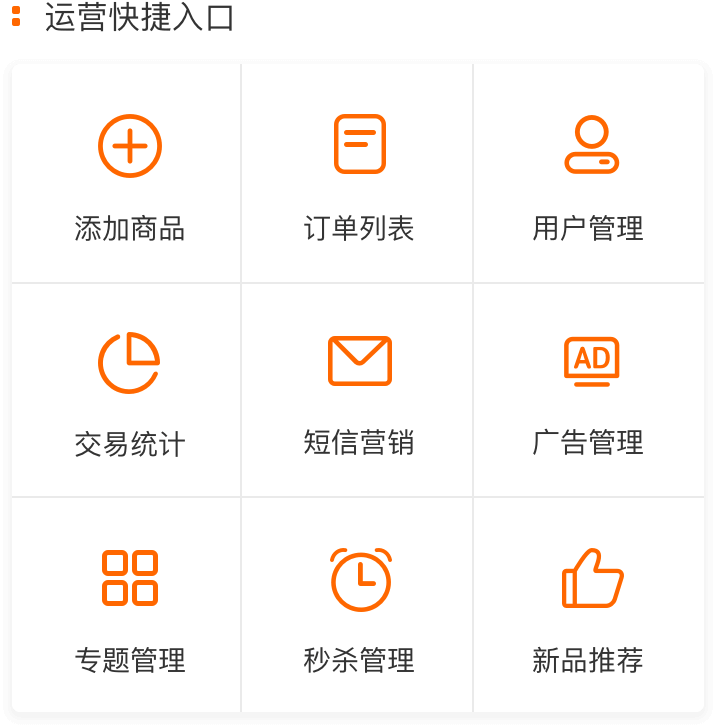 运营快捷入口
添加商品
订单列表
用户管理
交易统计
短信营销
AD
广告管理
专题管理
秒杀管理
新品推荐